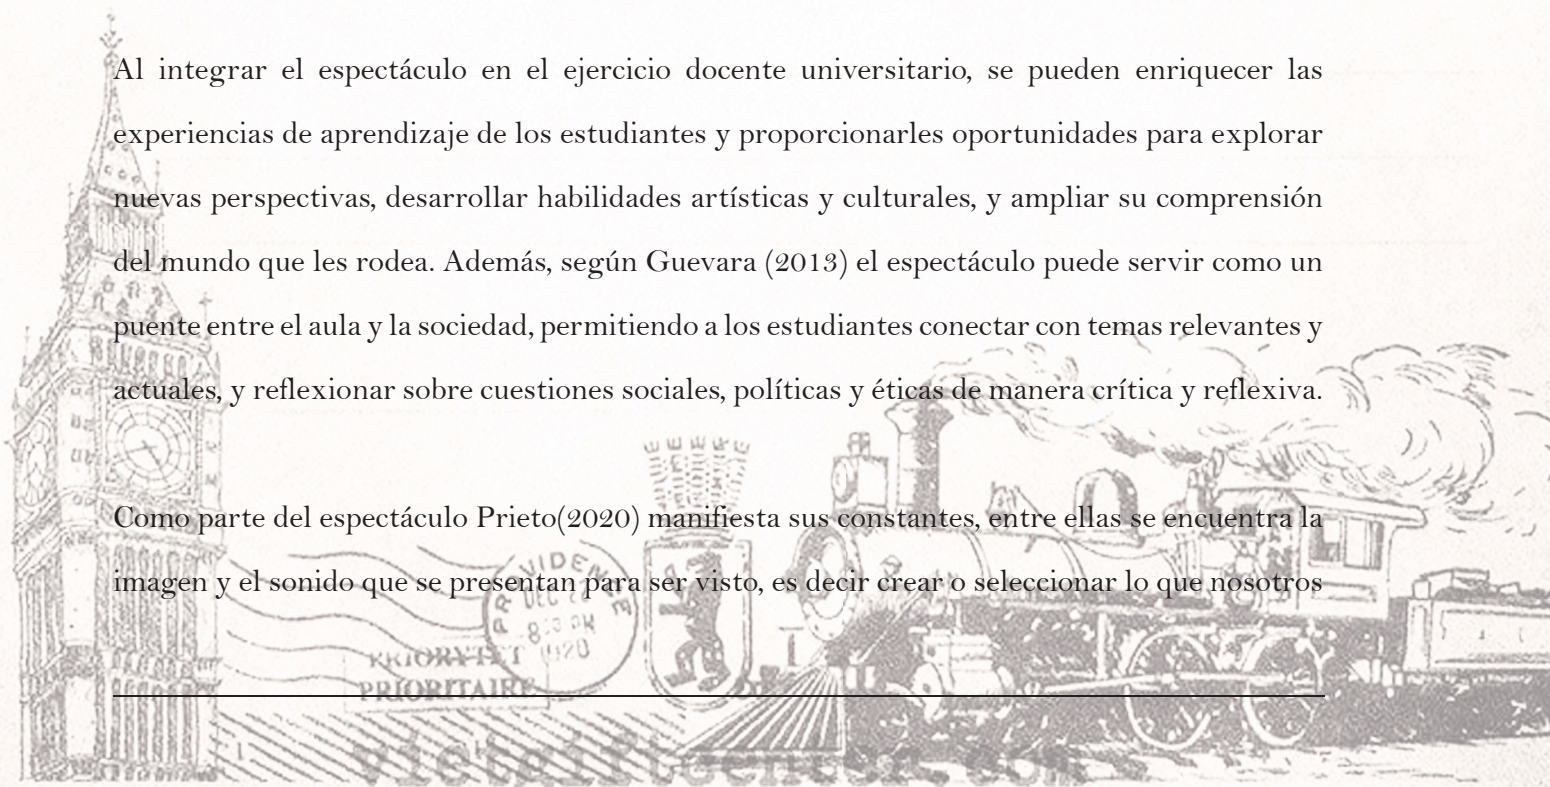 Al integrar el espectáculo en el ejercicio docente universitario, se pueden enriquecer las
experiencias de aprendizaje de los estudiantes y proporcionarles oportunidades para explorar
nuevas perspectivas, desarrollar habilidades artísticas y culturales, y ampliar su comprensión
del mundo que les rodea. Además, según Guevara (2013) el espectáculo puede servir como un
puente entre el aula y la sociedad, permitiendo a los estudiantes conectar con temas relevantes y
actuales, y reflexionar sobre cuestiones sociales, políticas y éticas de manera crítica y reflexiva.
Como parte del espectáculo Prieto(2020) manifiesta sus constantes, entre ellas se encuentra la
imagen y el sonido que se presentan para ser visto, es decir crear o seleccionar lo que nosotros
DEC
1920
PRIORITAIRE